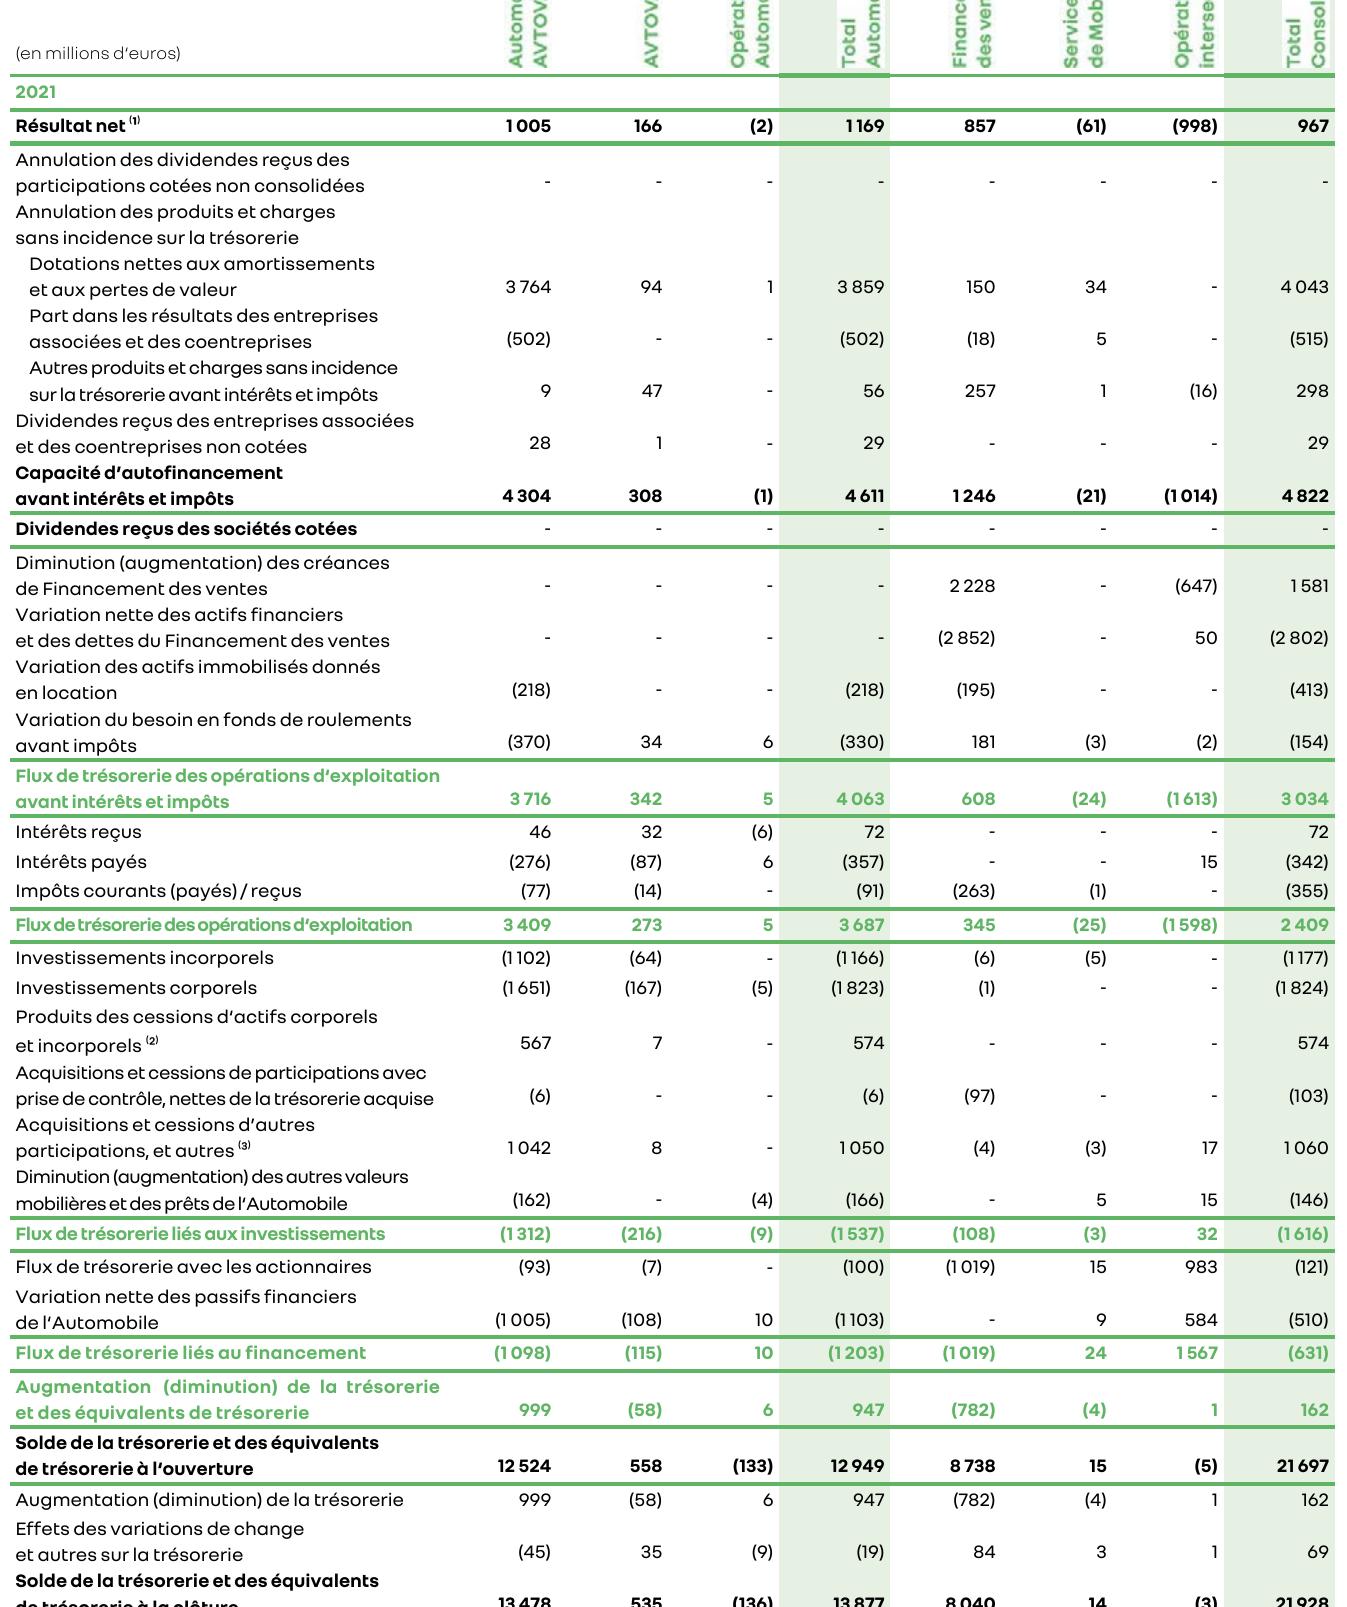 (en millions d'euros)
AVTOV
AVTOV
Total
des ven
de Mob
Total
2021
Résultat net (1) 1 005 166 (2) 1 169 857 (61) (998) 967
Annulation des dividendes reçus des
participations cotées non consolidées - - - - - - - -
Annulation des produits et charges
sans incidence sur la trésorerie
Dotations nettes aux amortissements
et aux pertes de valeur 3 764 94 1 3 859 150 34 - 4 043
Part dans les résultats des entreprises
associées et des coentreprises (502) - - (502) (18) 5 - (515)
Autres produits et charges sans incidence
sur la trésorerie avant intérêts et impôts 9 47 - 56 257 1 (16) 298
Dividendes reçus des entreprises associées
et des coentreprises non cotées 28 1 - 29 - - - 29
Capacité d'autofinancement
avant intérêts et impôts 4 304 308 (1) 4 611 1 246 (21) (1 014) 4 822
Dividendes reçus des sociétés cotées - - - - - - - -
Diminution (augmentation) des créances
de Financement des ventes - - - - 2 228 - (647) 1 581
Variation nette des actifs financiers
et des dettes du Financement des ventes - - - - (2 852) - 50 (2 802)
Variation des actifs immobilisés donnés
en location (218) - - (218) (195) - - (413)
Variation du besoin en fonds de roulements
avant impôts (370) 34 6 (330) 181 (3) (2) (154)
Flux de trésorerie des opérations d'exploitation
avant intérêts et impôts 3 716 342 5 4 063 608 (24) (1 613) 3 034
Intérêts reçus 46 32 (6) 72 - - - 72
Intérêts payés (276) (87) 6 (357) - - 15 (342)
Impôts courants (payés) / reçus (77) (14) - (91) (263) (1) - (355)
Flux de trésorerie des opérations d'exploitation 3 409 273 5 3 687 345 (25) (1 598) 2 409
Investissements incorporels (1 102) (64) - (1 166) (6) (5) - (1 177)
Investissements corporels (1 651) (167) (5) (1 823) (1) - - (1 824)
Produits des cessions d'actifs corporels
et incorporels (2) 567 7 - 574 - - - 574
Acquisitions et cessions de participations avec
prise de contrôle, nettes de la trésorerie acquise (6) - - (6) (97) - - (103)
Acquisitions et cessions d'autres
participations, et autres (3) 1 042 8 - 1 050 (4) (3) 17 1 060
Diminution (augmentation) des autres valeurs
mobilières et des prêts de l'Automobile (162) - (4) (166) - 5 15 (146)
Flux de trésorerie liés aux investissements (1 312) (216) (9) (1 537) (108) (3) 32 (1 616)
Flux de trésorerie avec les actionnaires (93) (7) - (100) (1 019) 15 983 (121)
Variation nette des passifs financiers
de l'Automobile (1 005) (108) 10 (1 103) - 9 584 (510)
Flux de trésorerie liés au financement (1 098) (115) 10 (1 203) (1 019) 24 1 567 (631)
Augmentation (diminution) de la trésorerie
et des équivalents de trésorerie 999 (58) 6 947 (782) (4) 1 162
Solde de la trésorerie et des équivalents
de trésorerie à l'ouverture 12 524 558 (133) 12 949 8 738 15 (5) 21 697
Augmentation (diminution) de la trésorerie 999 (58) 6 947 (782) (4) 1 162
Effets des variations de change
et autres sur la trésorerie (45) 35 (9) (19) 84 3 1 69
Solde de la trésorerie et des équivalents
de trésorerie à la clôture 13 478 535 (136) 13 877 8 040 14 (3) 21 928